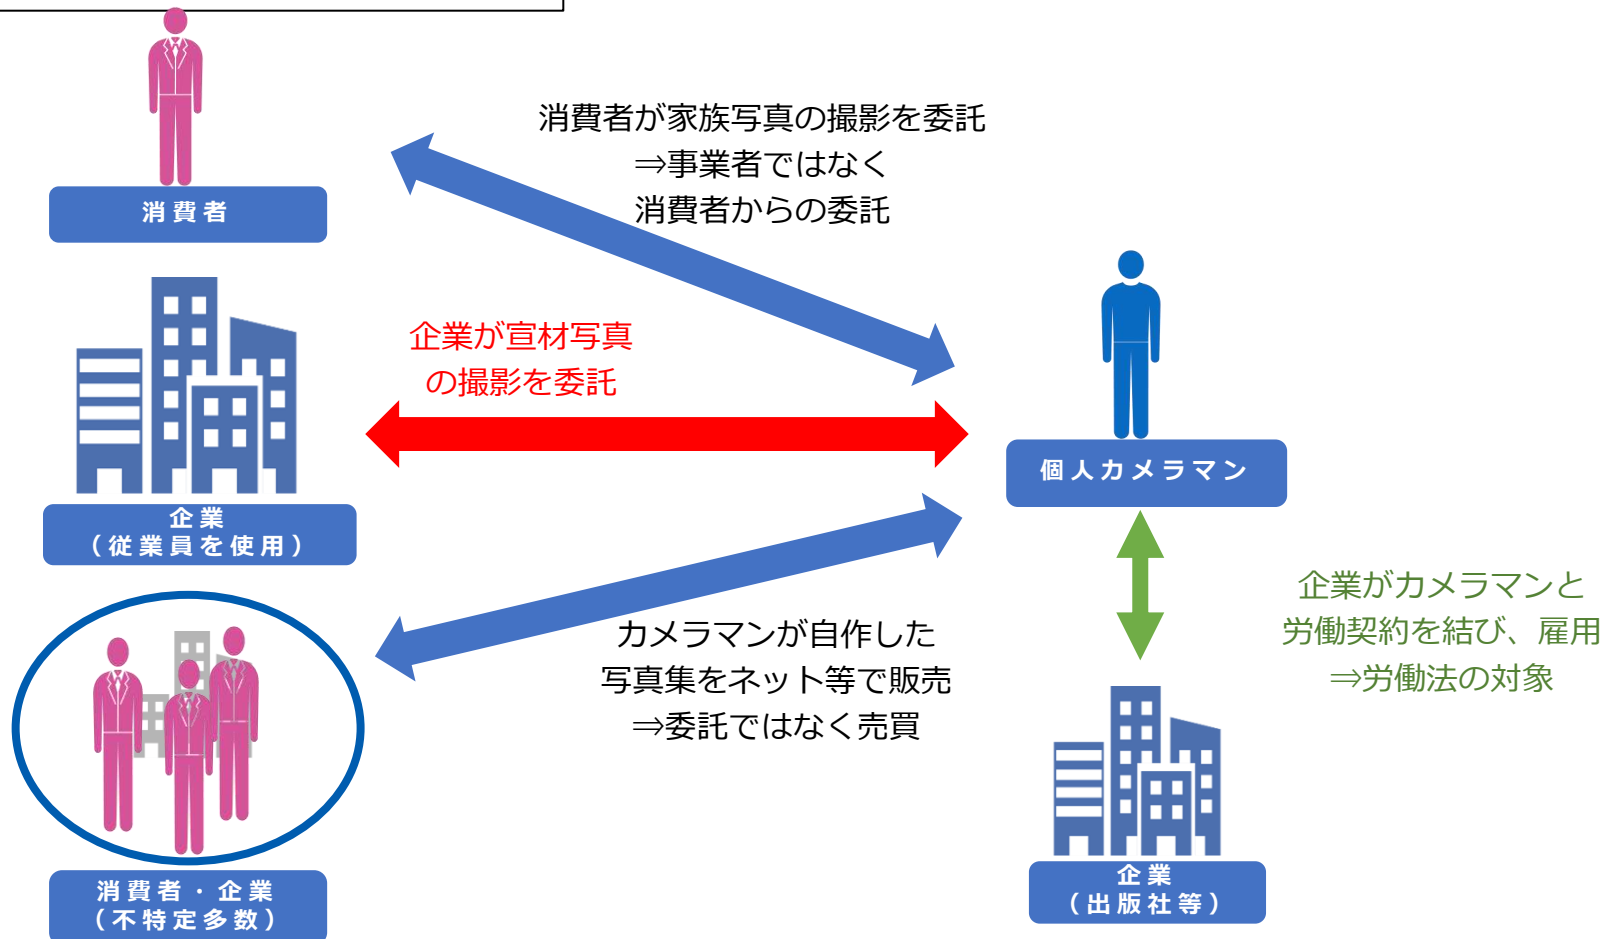 消費者が家族写真の撮影を委託
⇒事業者ではなく
消費者からの委託
消費者
企業が宣材写真
の撮影を委託
個人カメラマン
企業
（従業員を使用）
カメラマンが自作した
写真集をネット等で販売
⇒委託ではなく売買
企業がカメラマンと
労働契約を結び、雇用
⇒労働法の対象
消費者・企業
（不特定多数）
企業
（出版社等）